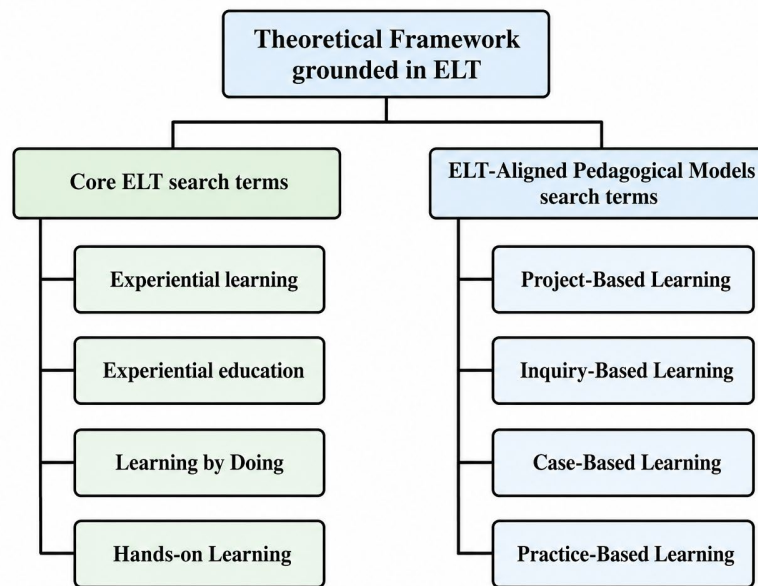 Theoretical Framework
grounded in ELT
Core ELT search terms
Experiential learning
Experiential education
Learning by Doing
Hands-on Learning
ELT-Aligned Pedagogical Models
search terms
Project-Based Learning
Inquiry-Based Learning
Case-Based Learning
Practice-Based Learning